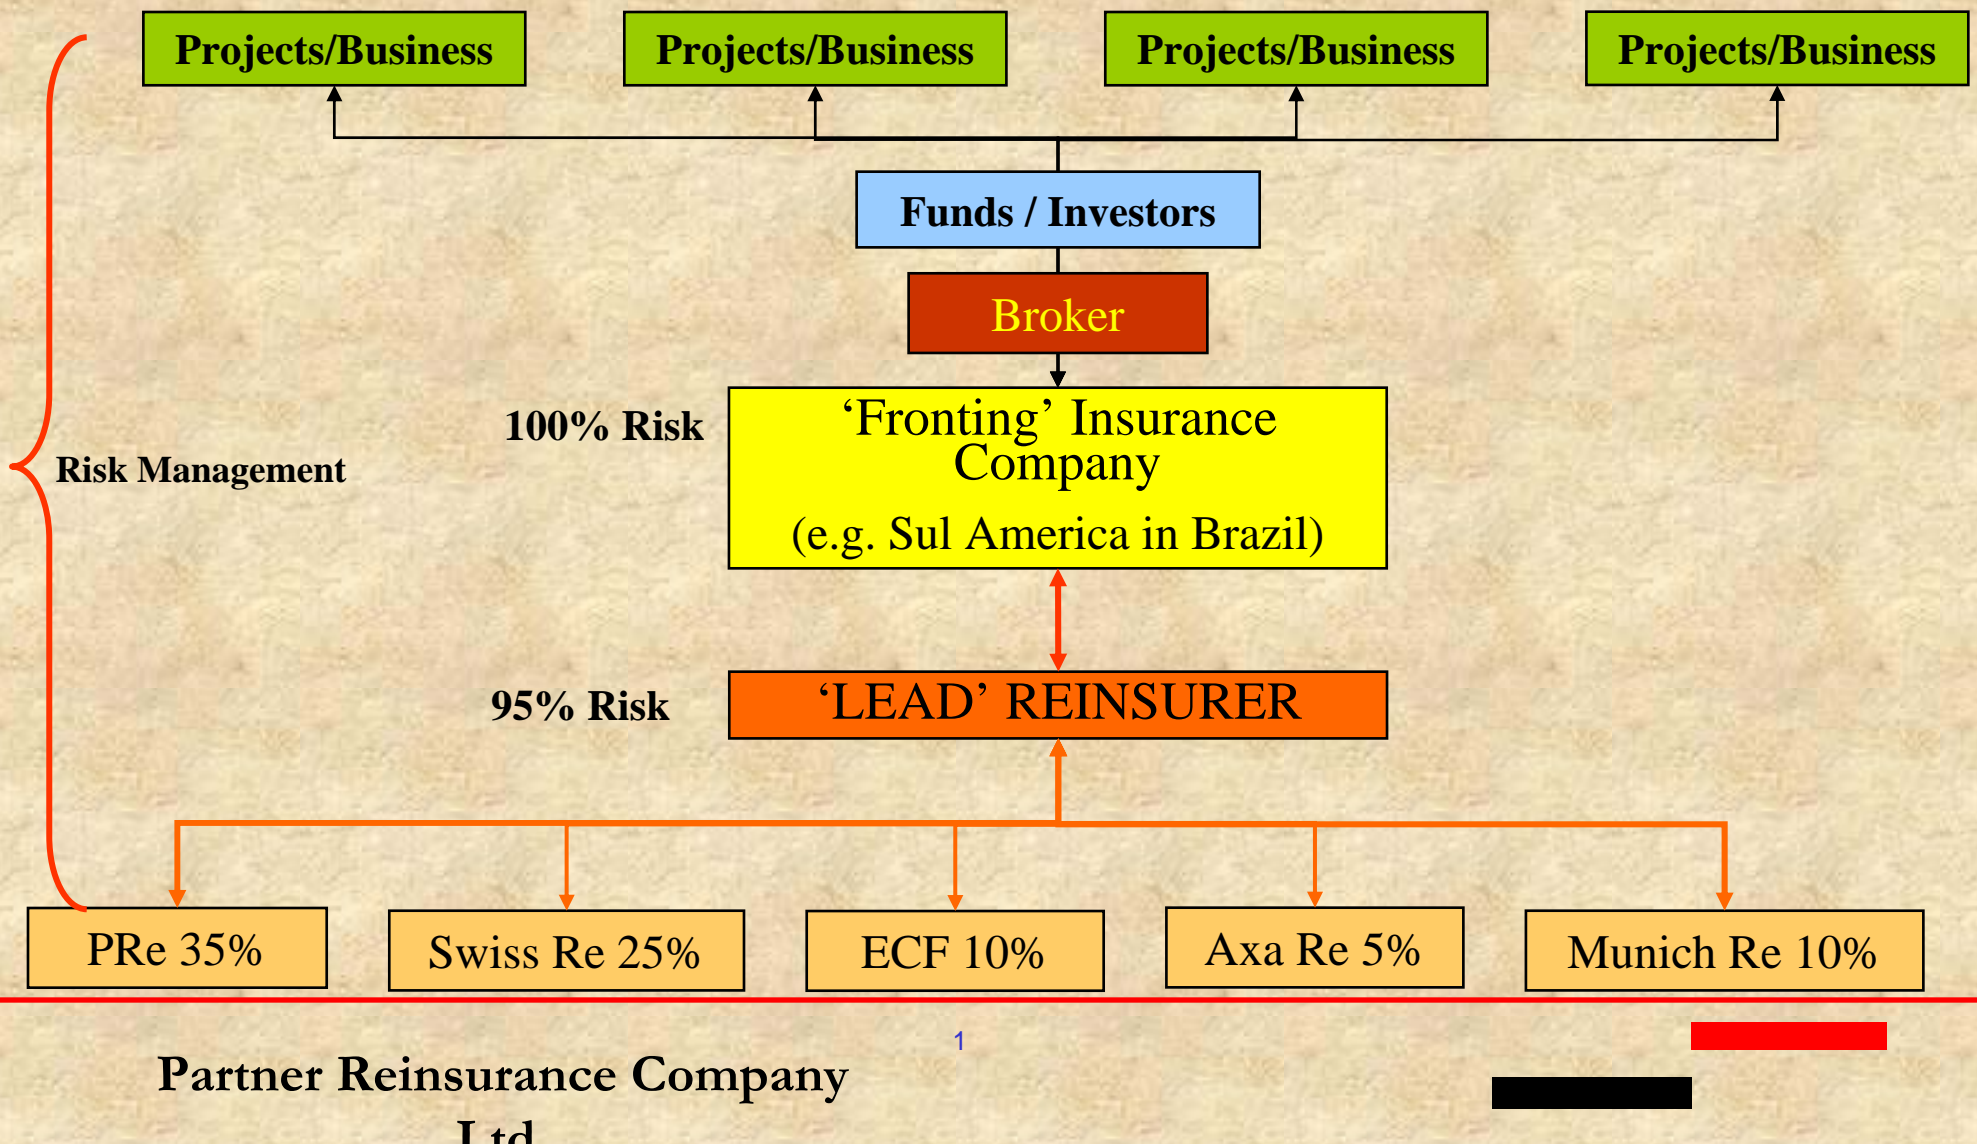 Projects/Business
Projects/Business
Projects/Business
Projects/Business
Funds / Investors
Broker
100% Risk
‘Fronting’ Insurance
Company
(e.g. Sul America in Brazil)
Risk Management
95% Risk
‘LEAD’ REINSURER
PRe 35%
Swiss Re 25%
ECF 10%
Axa Re 5%
Munich Re 10%
1
Partner Reinsurance Company
Ltd